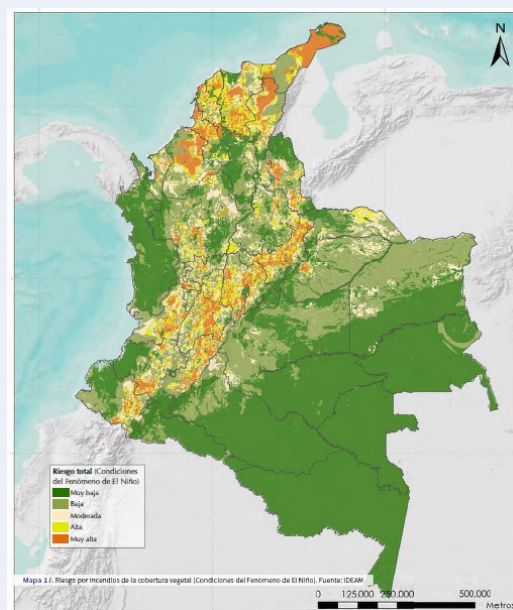 N
Riesgo total (Condiciones
del Fenómeno de El Niño)
Muy baja
Baja
Moderada
Alta
Muy alta
Mapa 17. Riesgo por incendios de la cobertura vegetal (Condiciones del Fenómeno de El Niño). Fuente: IDEAM
0 125.000 250.000 500.000
Metros